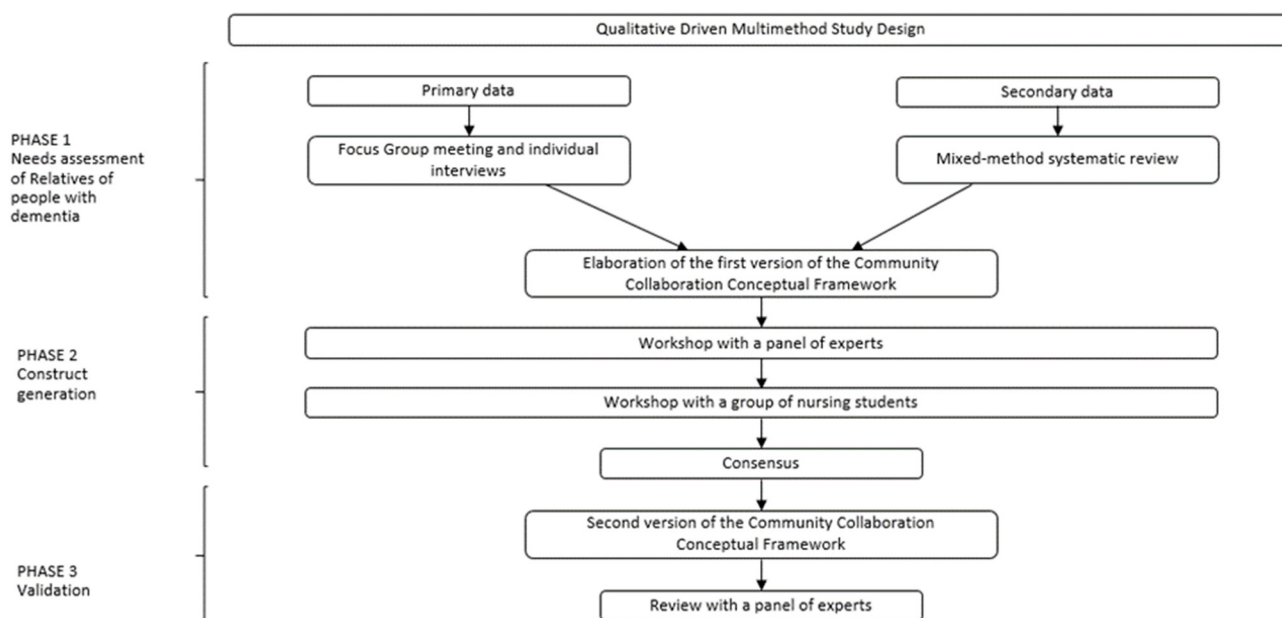 Qualitative Driven Multimethod Study Design
PHASE 1
Needs assessment
of Relatives of
people with
dementia
Primary data
Secondary data
Focus Group meeting and individual
interviews
Mixed-method systematic review
Elaboration of the first version of the Community
Collaboration Conceptual Framework
PHASE 2
Construct
generation
Workshop with a panel of experts
Workshop with a group of nursing students
Consensus
PHASE 3
Validation
Second version of the Community Collaboration
Conceptual Framework
Review with a panel of experts